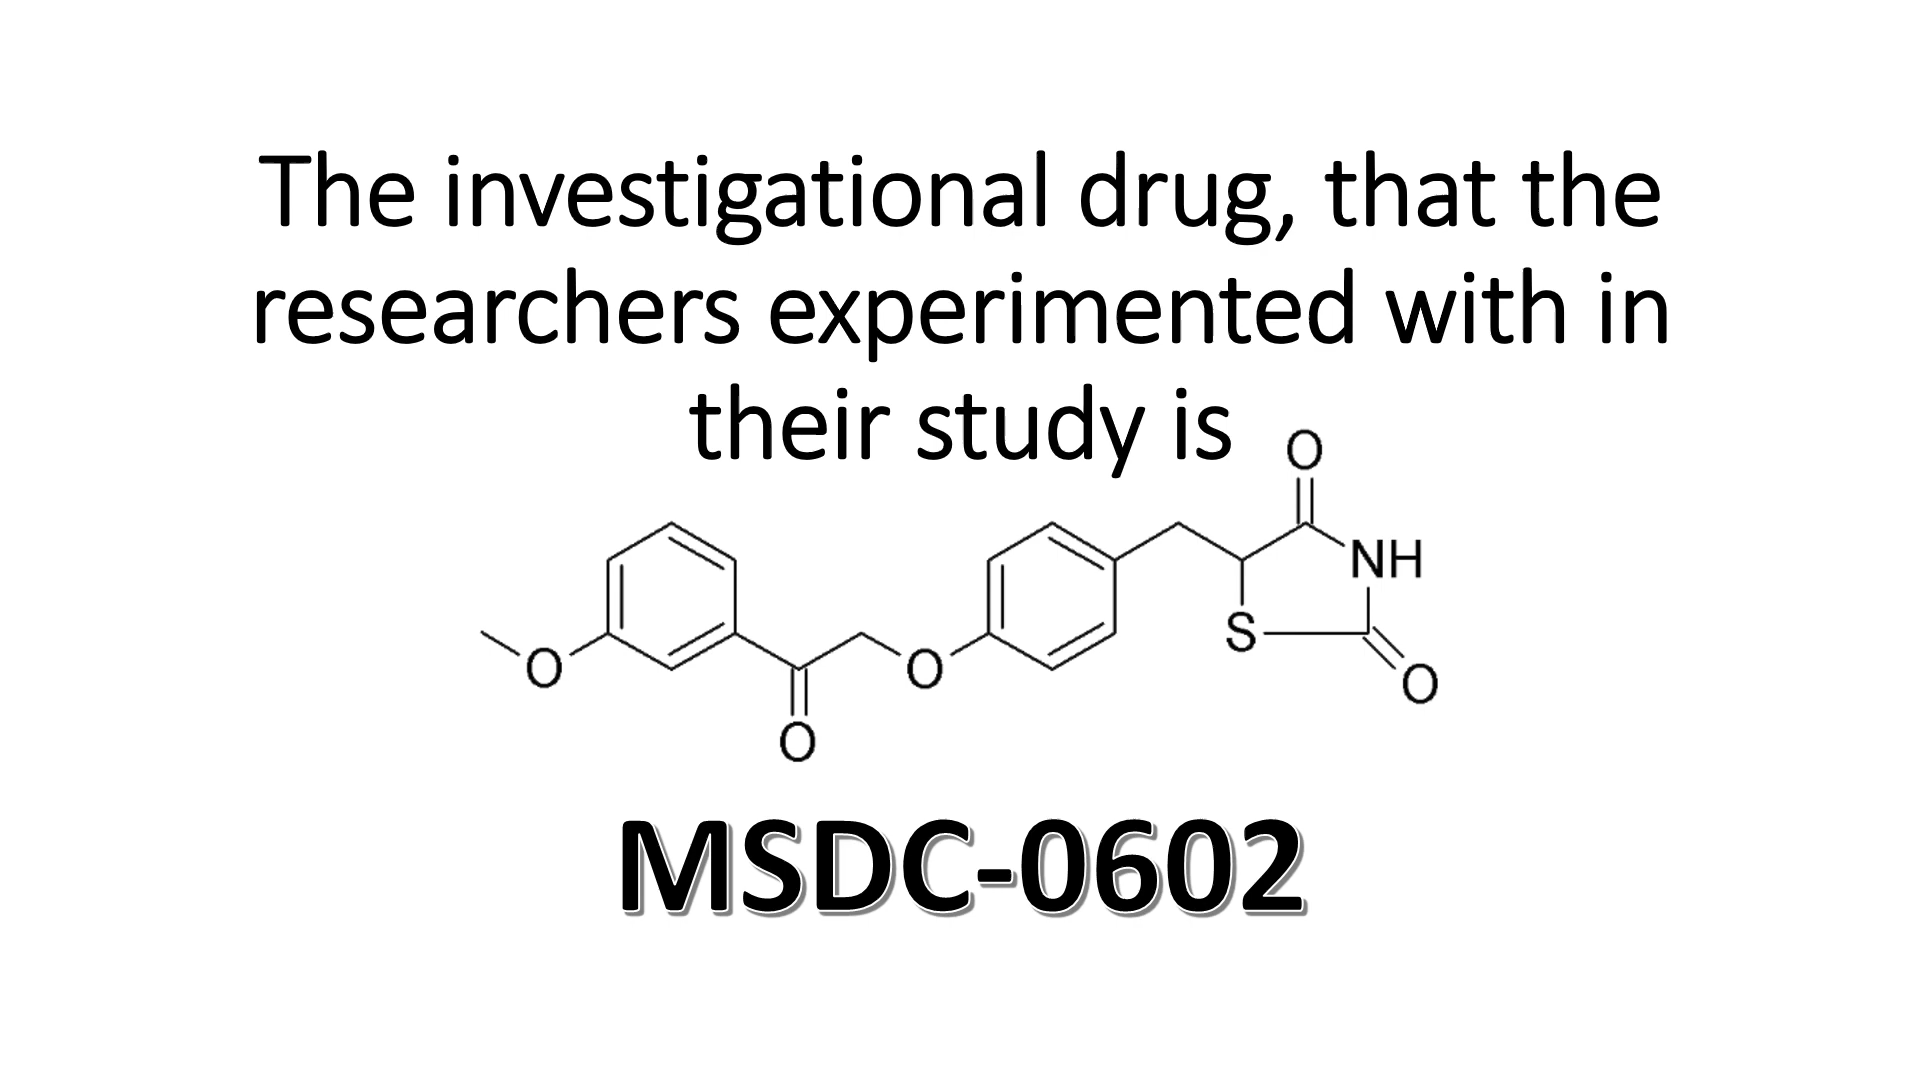 The investigational drug, that the
researchers experimented with in
their study is
O
NH
S
O
O
O
O
MSDC-0602